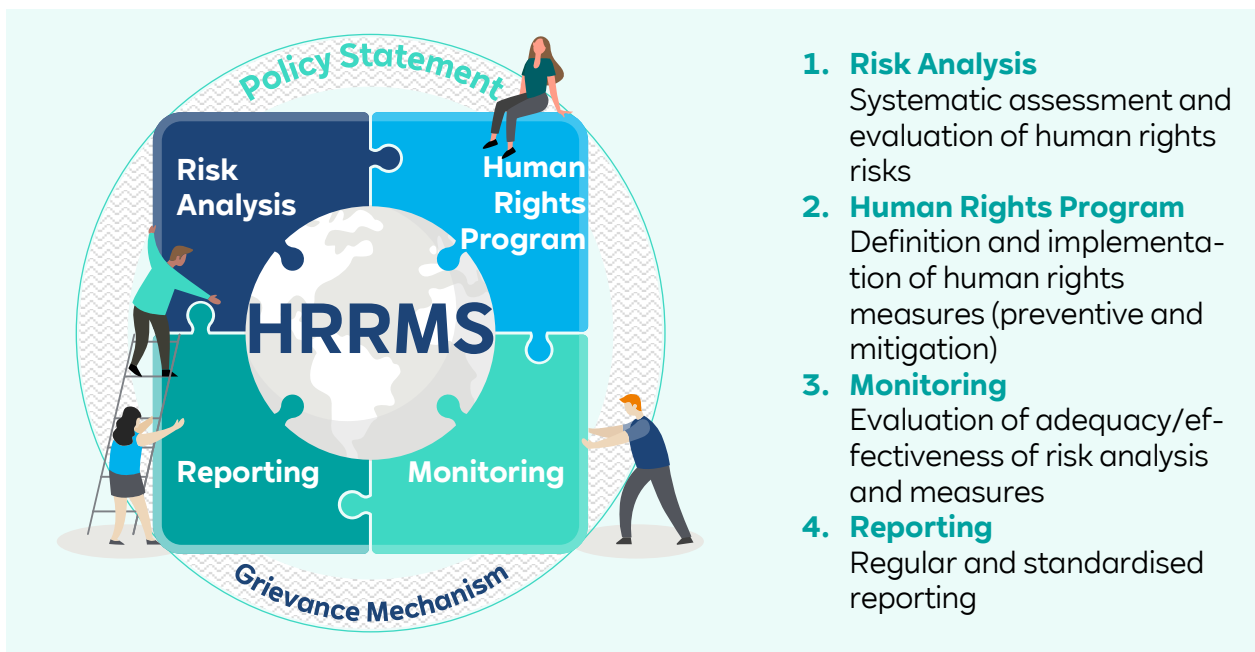 Policy Statement
Risk
Analysis
Human
Rights
Program
HRRMS
Reporting
Monitoring
Grievance Mechanism
1. Risk Analysis
Systematic assessment and
evaluation of human rights
risks
2. Human Rights Program
Definition and implementa-
tion of human rights
measures (preventive and
mitigation)
3. Monitoring
Evaluation of adequacy/ef-
fectiveness of risk analysis
and measures
4. Reporting
Regular and standardised
reporting